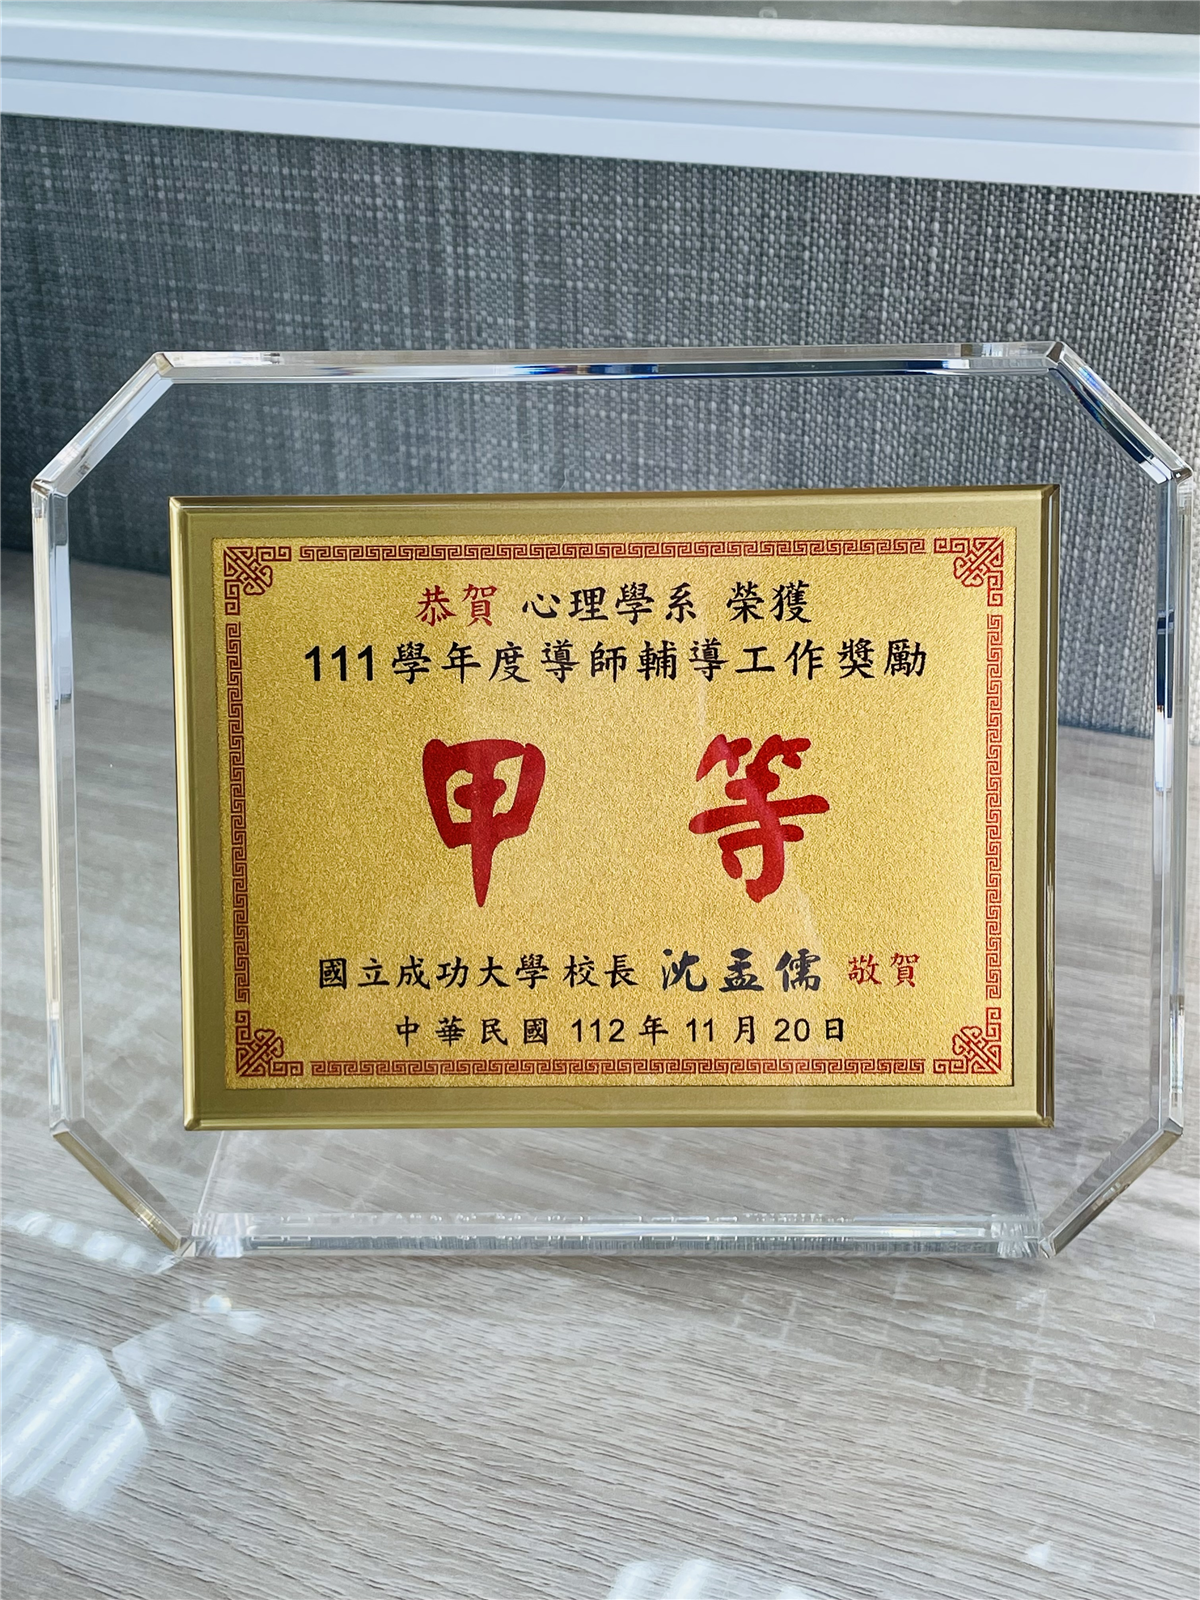 恭賀 心理學系 榮獲
111學年度導師輔導工作獎勵
甲 等
國立成功大學 校長 沈孟儒 敬賀
中華民國 112 年 11 月 20 日